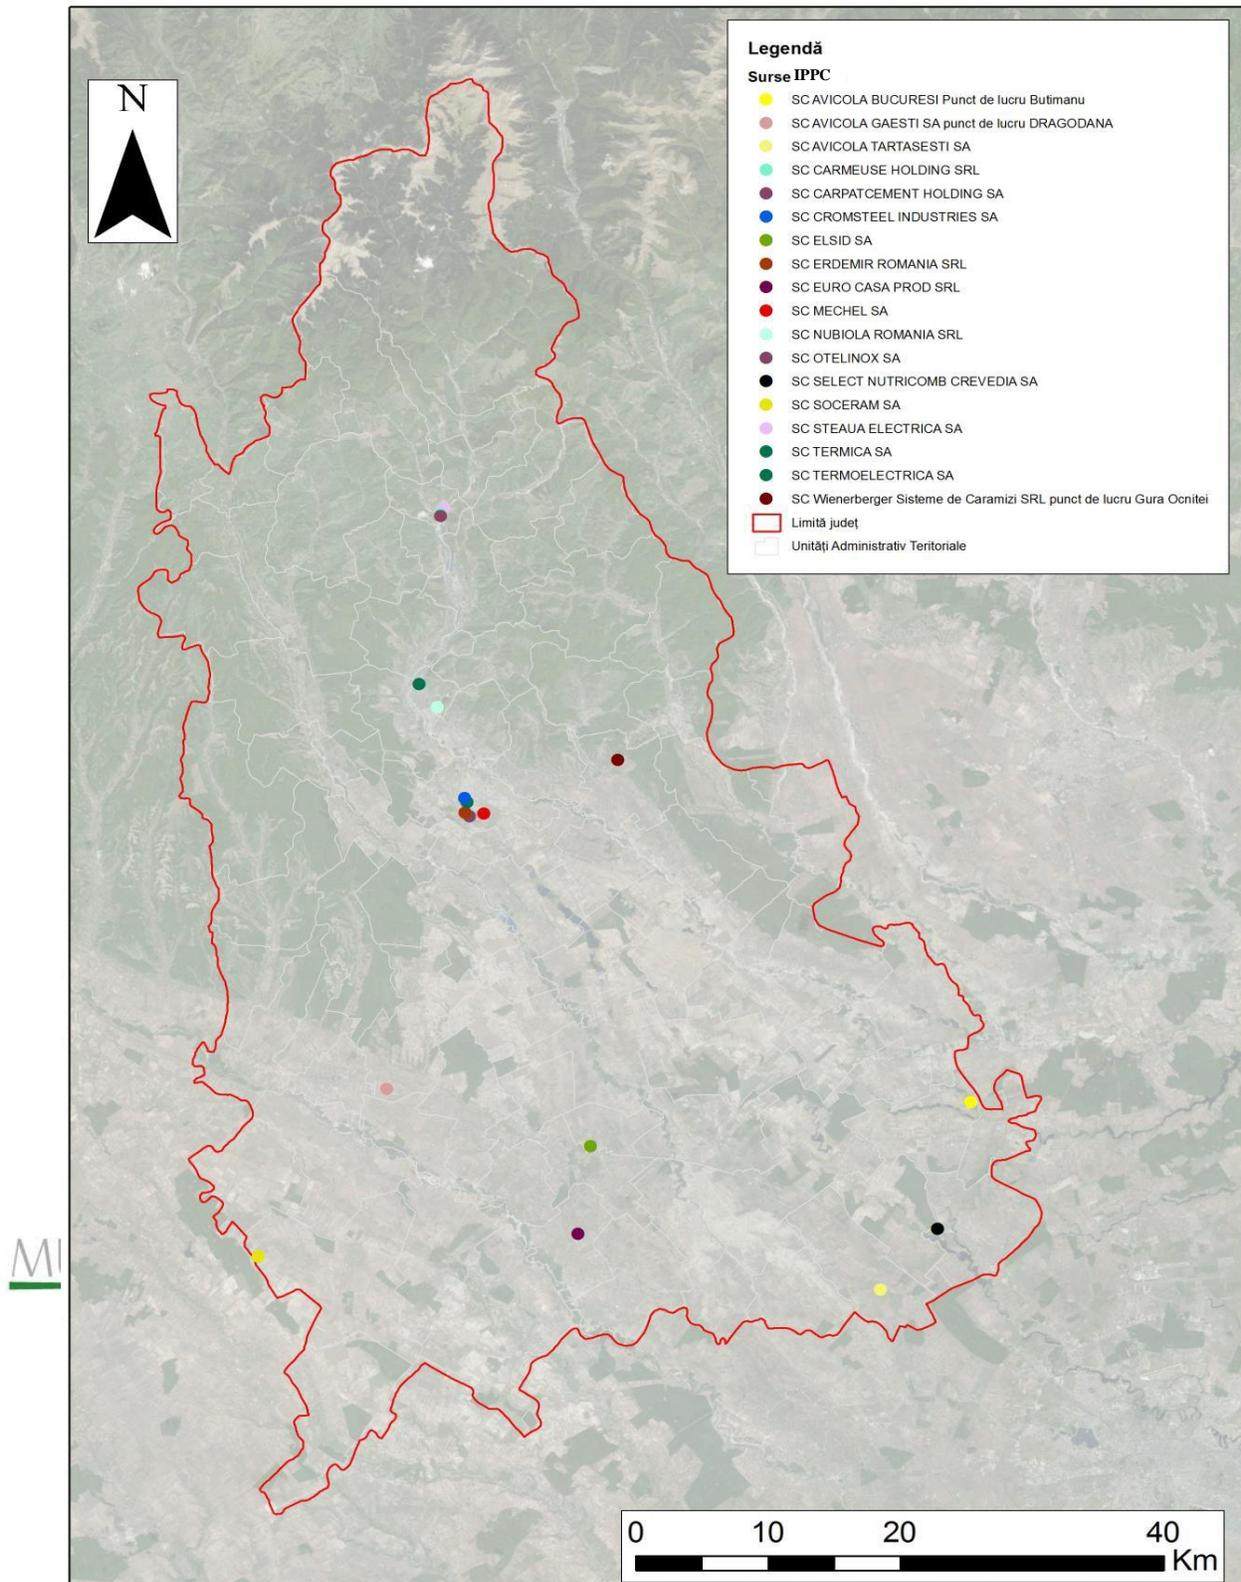 N
Legendă
Surse IPPC
SC AVICOLA BUCURESI Punct de lucru Butimanu
SC AVICOLA GAESTI SA punct de lucru DRAGODANA
SC AVICOLA TARTASESTI SA
SC CARMEUSE HOLDING SRL
SC CARPATCEMENT HOLDING SA
SC CROMSTEEL INDUSTRIES SA
SC ELSID SA
SC ERDEMIR ROMANIA SRL
SC EURO CASA PROD SRL
SC MECHEL SA
SC NUBIOLA ROMANIA SRL
SC OTELINOX SA
SC SELECT NUTRICOMB CREVEDIA SA
SC SOCERAM SA
SC STEAUA ELECTRICA SA
SC TERMICA SA
SC TERMOELECTRICA SA
SC Wienerberger Sisteme de Caramizi SRL punct de lucru Gura Ocnitei
Limită județ
Unități Administrativ Teritoriale
0 10 20 40
Km